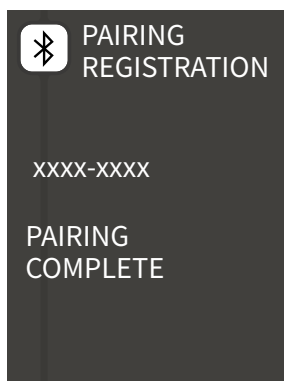 PAIRING
REGISTRATION
xxxx-xxxx
PAIRING
COMPLETE